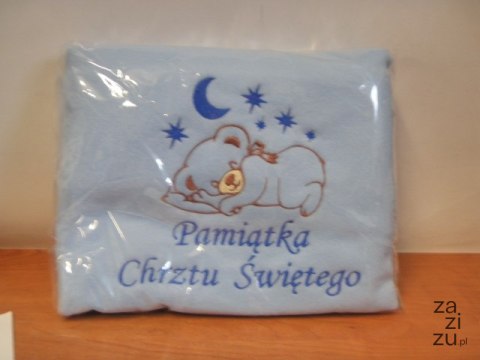 Pamiątka
Chrztu Świętego
za
zi
zu.pl